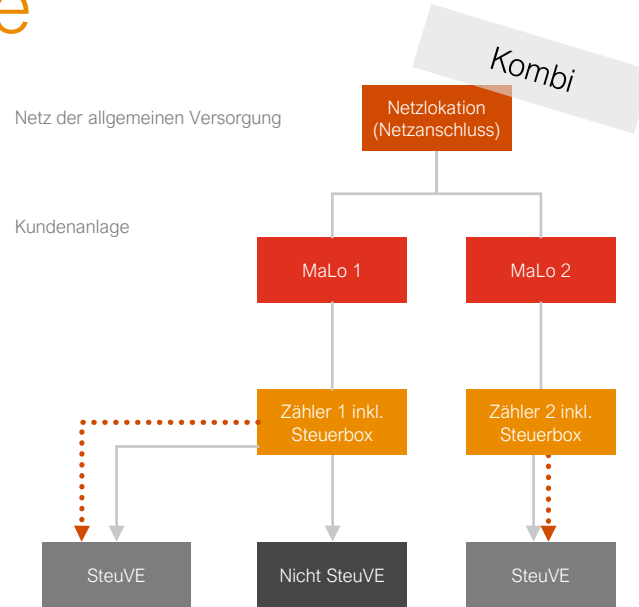 e
Kombi
Netz der allgemeinen Versorgung
Netzlokation
(Netzanschluss)
Kundenanlage
MaLo 1
MaLo 2
Zähler 1 inkl.
Steuerbox
Zähler 2 inkl.
Steuerbox
SteuVE
Nicht SteuVE
SteuVE